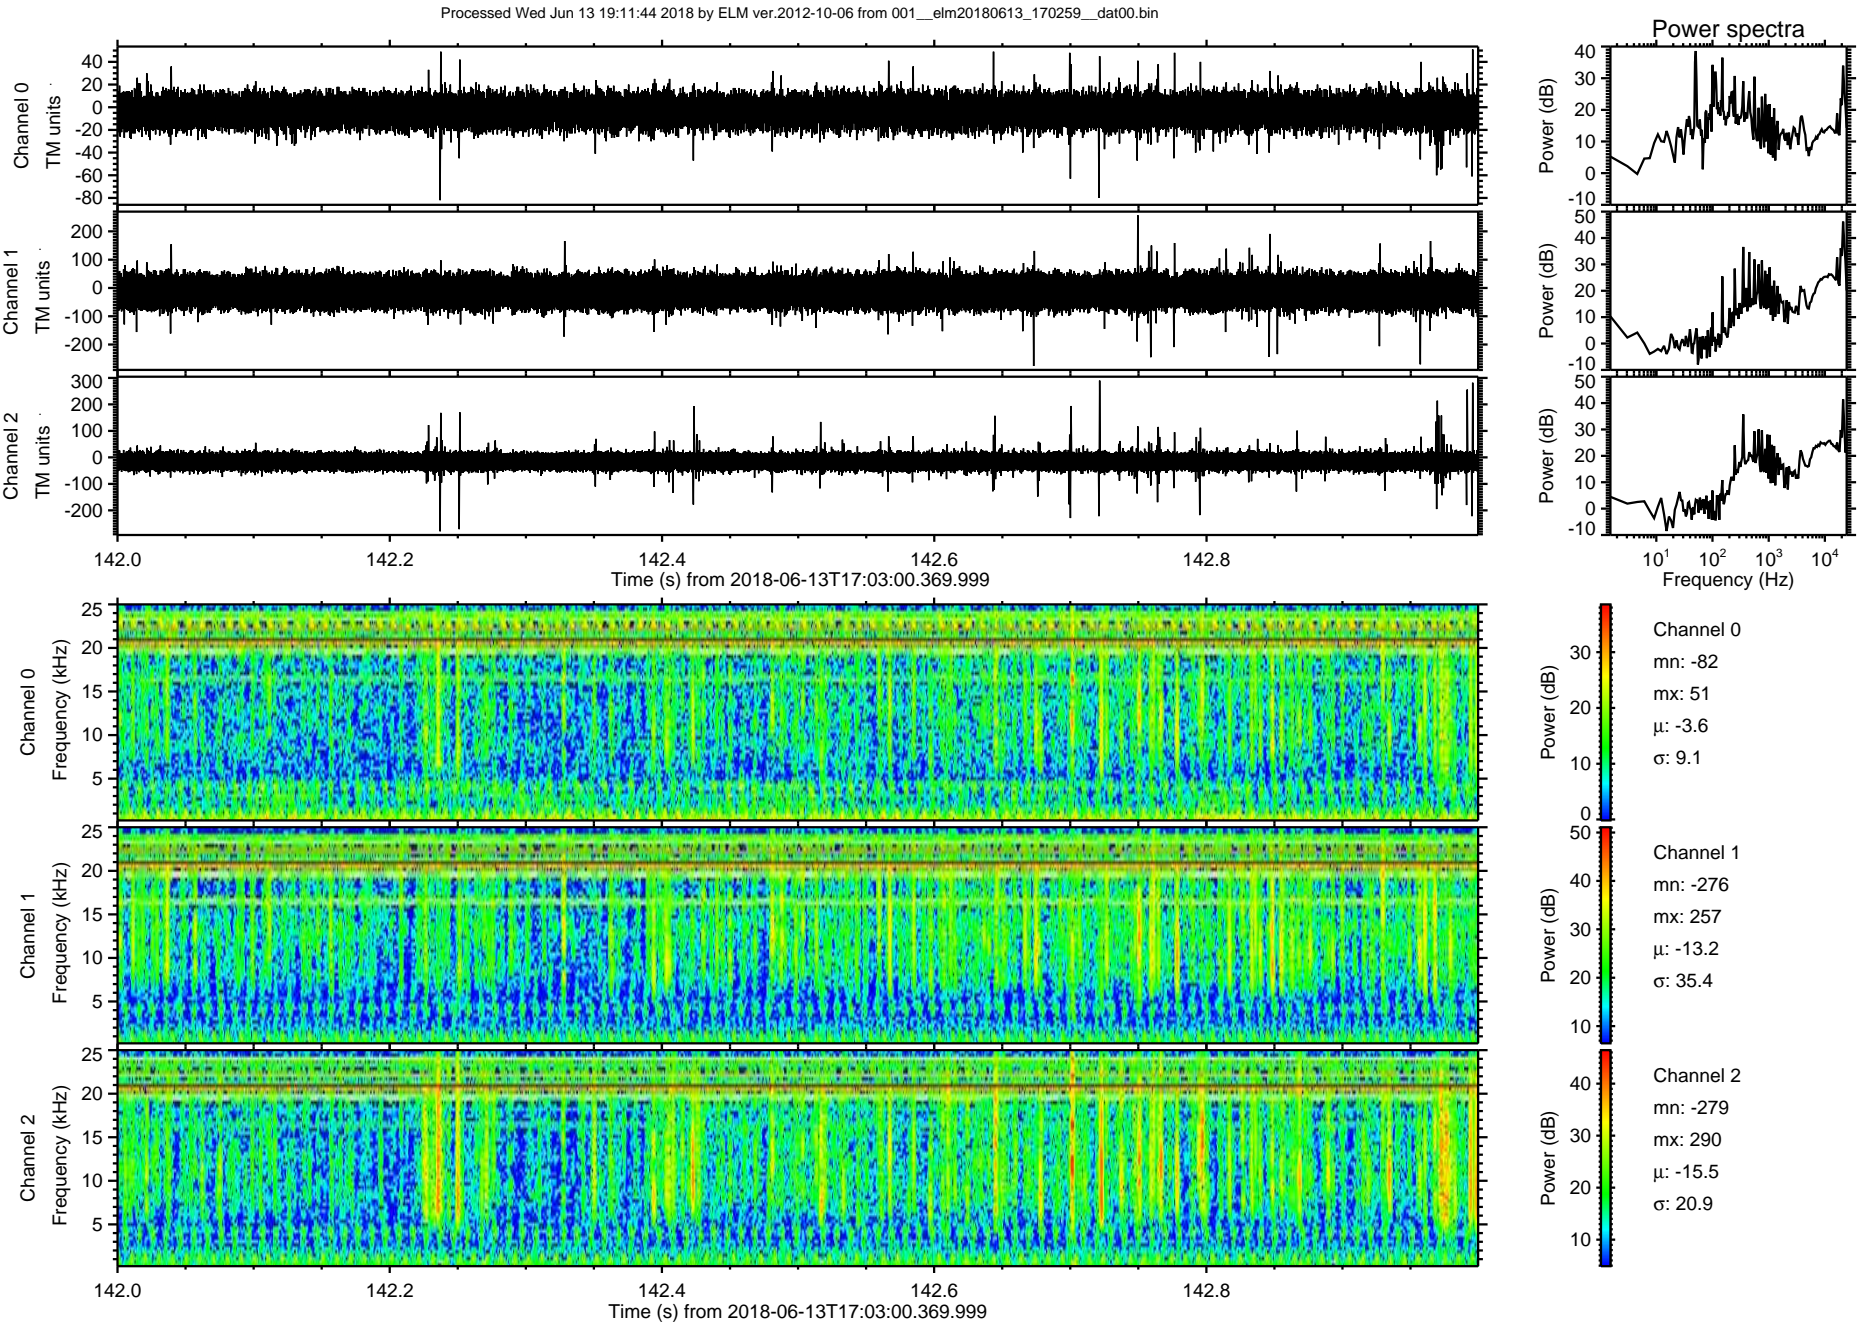 Processed Wed Jun 13 19:11:44 2018 by ELM ver.2012-10-06 from 001__elm20180613_170259__dat00.bin
Power spectra
Channel 0
TM units
40
20
0
-20
-40
-60
-80
Power (dB)
40
30
20
10
0
-10
Channel 1
TM units
200
100
0
-100
-200
Power (dB)
50
40
30
20
10
0
-10
Channel 2
TM units
300
200
100
0
-100
-200
Power (dB)
50
40
30
20
10
0
-10
142.0 142.2 142.4 142.6 142.8
Time (s) from 2018-06-13T17:03:00.369.999
10^1 10^2 10^3 10^4
Frequency (Hz)
Channel 0
Frequency (kHz)
25
20
15
10
5
Power (dB)
30
20
10
0
Channel 0
mn: -82
mx: 51
μ: -3.6
σ: 9.1
Channel 1
Frequency (kHz)
25
20
15
10
5
Power (dB)
50
40
30
20
10
Channel 1
mn: -276
mx: 257
μ: -13.2
σ: 35.4
Channel 2
Frequency (kHz)
25
20
15
10
5
Power (dB)
40
30
20
10
Channel 2
mn: -279
mx: 290
μ: -15.5
σ: 20.9
142.0 142.2 142.4 142.6 142.8
Time (s) from 2018-06-13T17:03:00.369.999